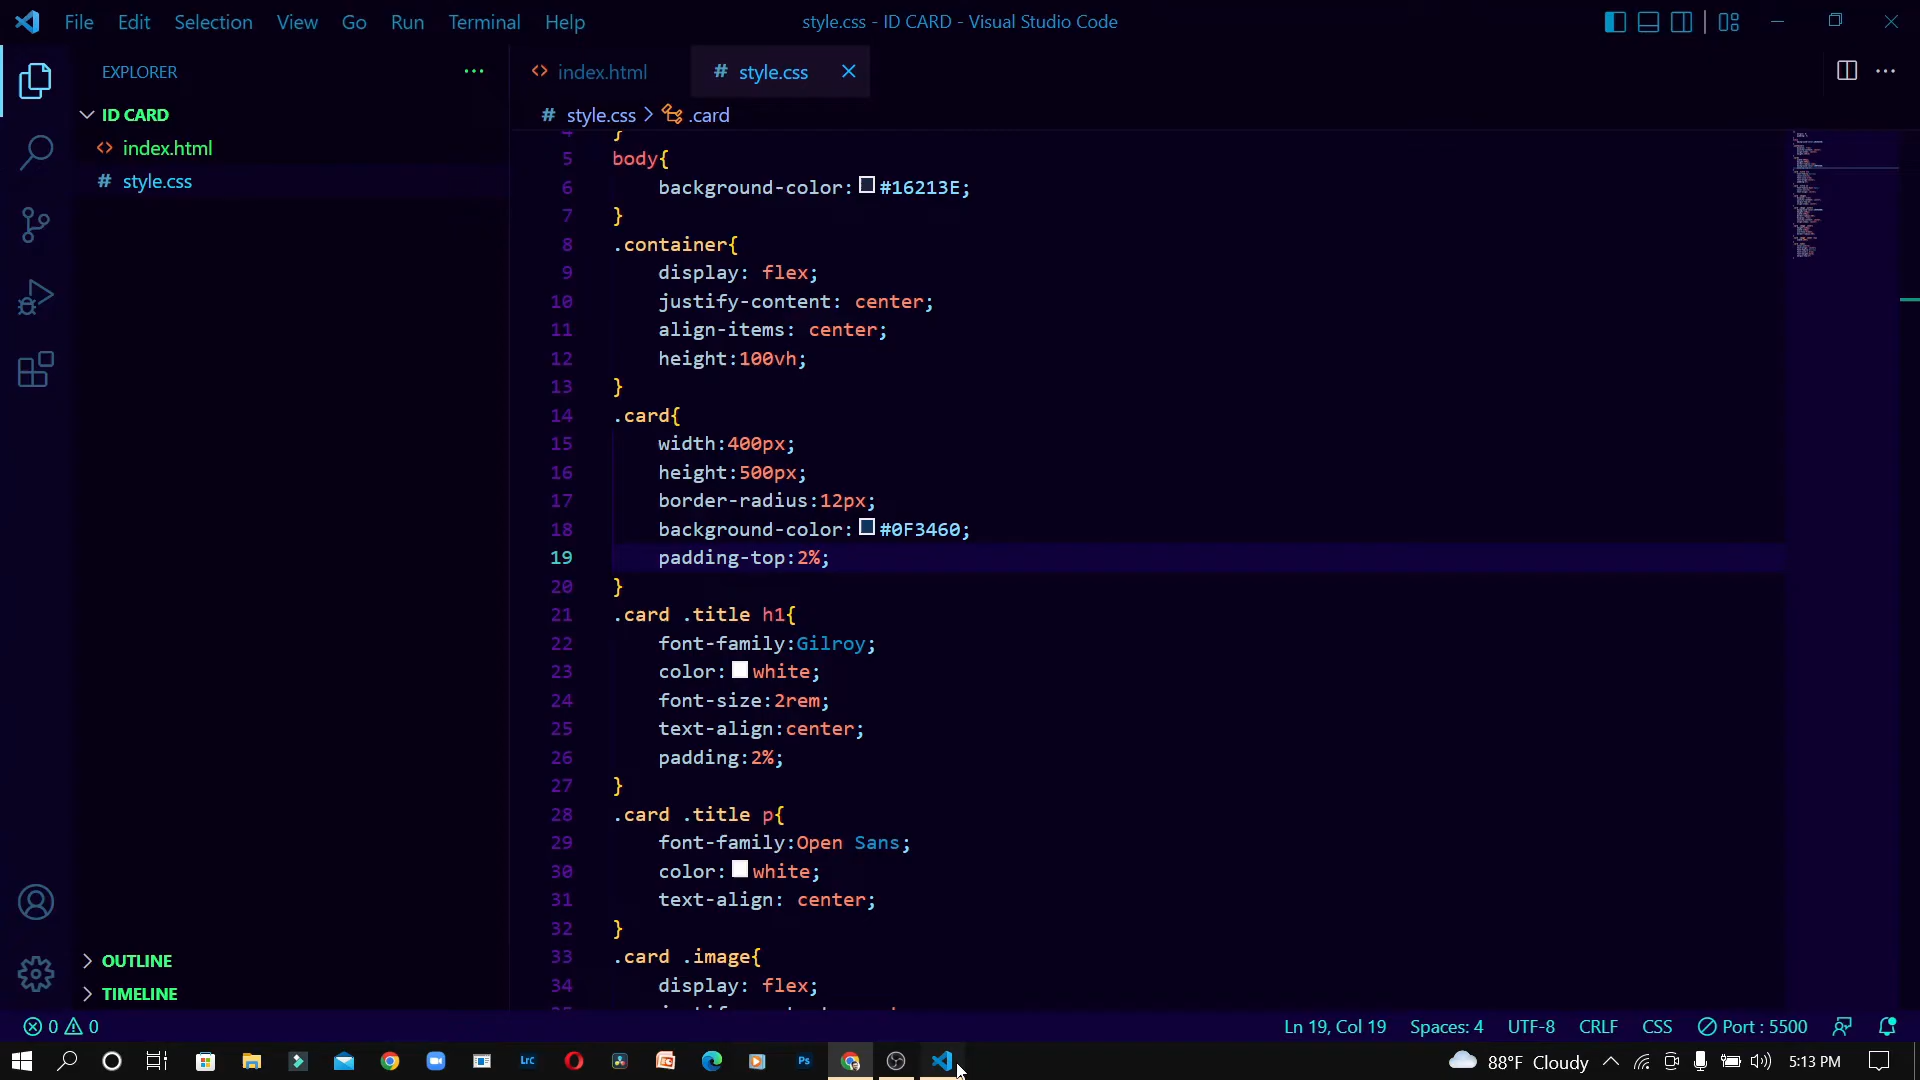 File Edit Selection View Go Run Terminal Help
style.css - ID CARD - Visual Studio Code
EXPLORER
ID CARD
index.html
style.css
OUTLINE
TIMELINE
index.html
style.css
style.css > .card
4 }
5 body{
6 background-color: #16213E;
7 }
8 .container{
9 display: flex;
10 justify-content: center;
11 align-items: center;
12 height:100vh;
13 }
14 .card{
15 width:400px;
16 height:500px;
17 border-radius:12px;
18 background-color: #0F3460;
19 padding-top:2%;
20 }
21 .card .title h1{
22 font-family:Gilroy;
23 color: white;
24 font-size:2rem;
25 text-align:center;
26 padding:2%;
27 }
28 .card .title p{
29 font-family:Open Sans;
30 color: white;
31 text-align: center;
32 }
33 .card .image{
34 display: flex;
0 0
Ln 19, Col 19 Spaces: 4 UTF-8 CRLF CSS Port : 5500
Lrc Ps
88°F Cloudy 5:13 PM